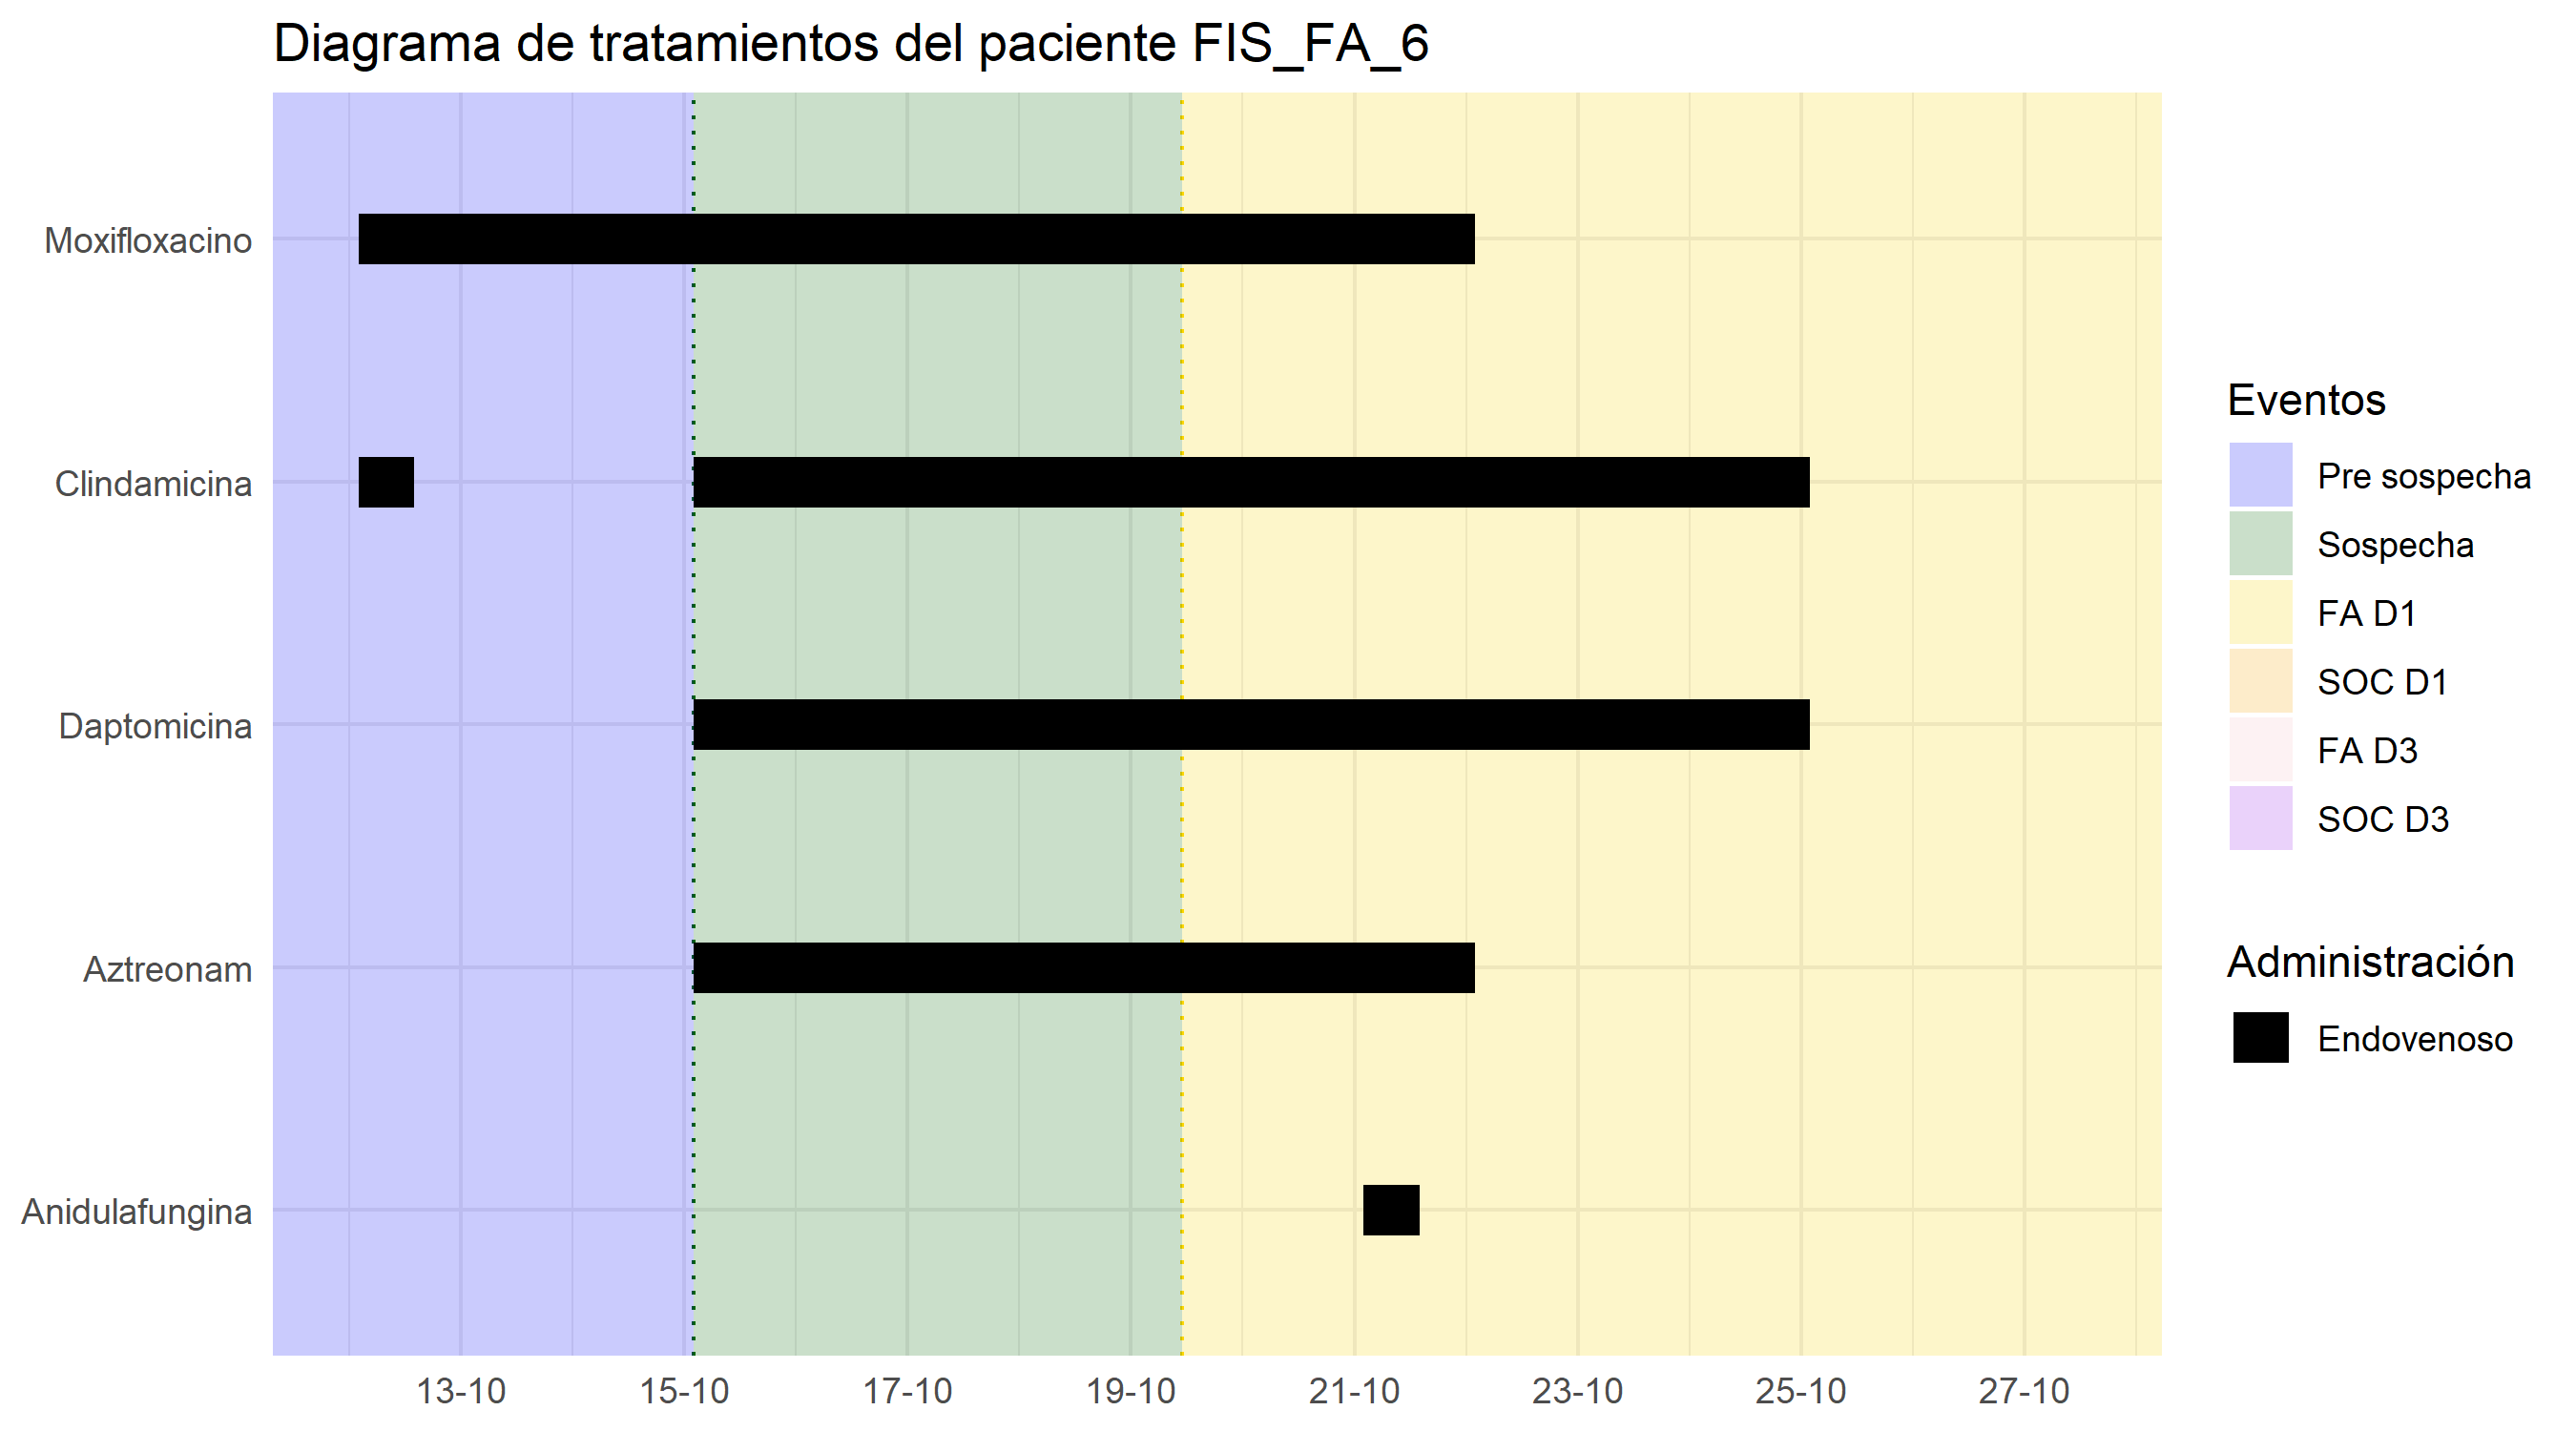 Diagrama de tratamientos del paciente FIS_FA_6
Moxifloxacino
Clindamicina
Daptomicina
Aztreonam
Anidulafungina
13-10
15-10
17-10
19-10
21-10
23-10
25-10
27-10
Eventos
Pre sospecha
Sospecha
FA D1
SOC D1
FA D3
SOC D3
Administración
Endovenoso